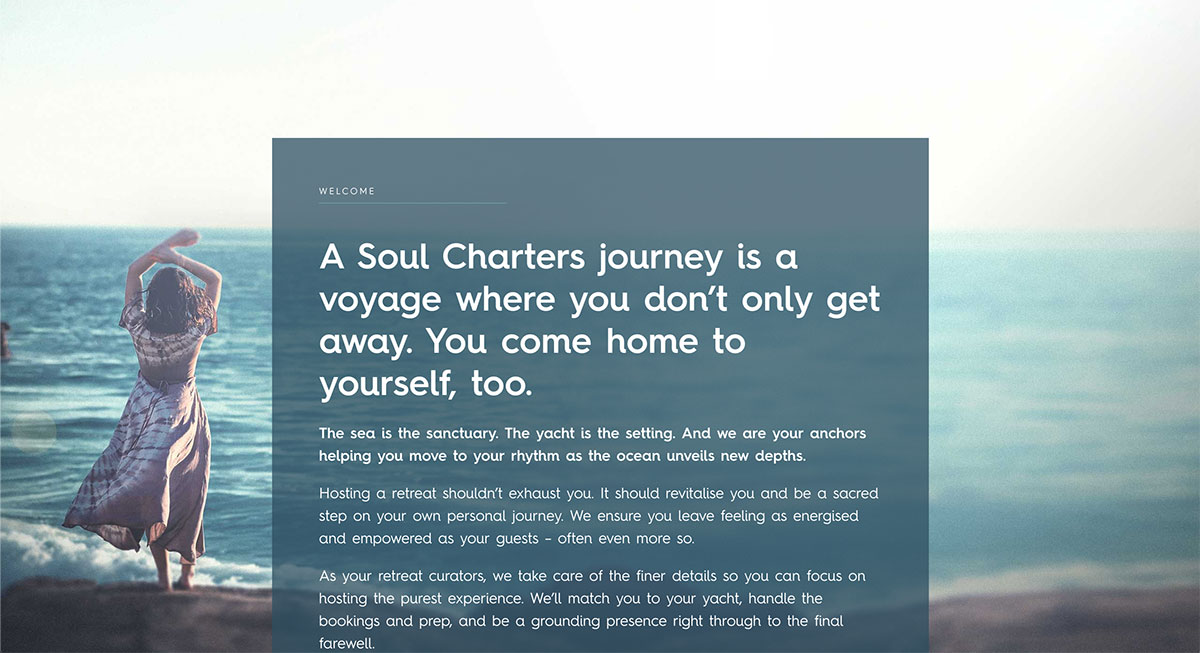 WELCOME
A Soul Charters journey is a
voyage where you don’t only get
away. You come home to
yourself, too.
The sea is the sanctuary. The yacht is the setting. And we are your anchors
helping you move to your rhythm as the ocean unveils new depths.
Hosting a retreat shouldn’t exhaust you. It should revitalise you and be a sacred
step on your own personal journey. We ensure you leave feeling as energised
and empowered as your guests – often even more so.
As your retreat curators, we take care of the finer details so you can focus on
hosting the purest experience. We’ll match you to your yacht, handle the
bookings and prep, and be a grounding presence right through to the final
farewell.